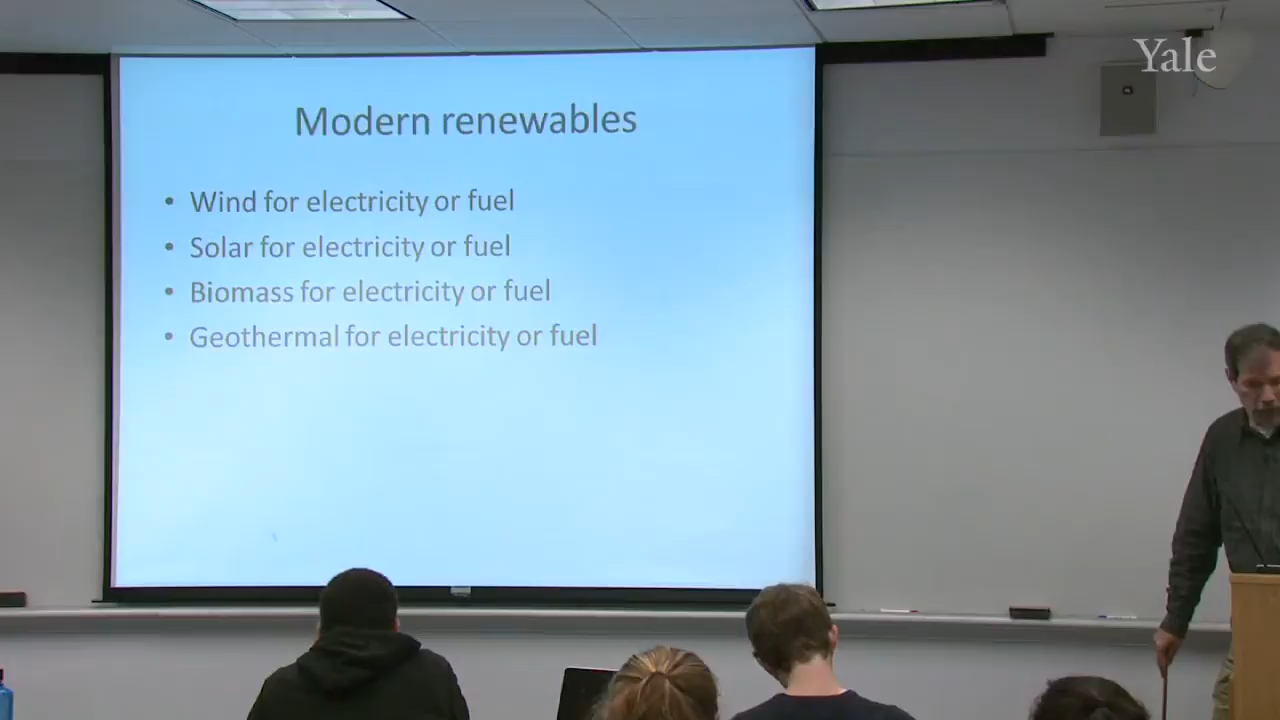 Yale
Modern renewables
• Wind for electricity or fuel
• Solar for electricity or fuel
• Biomass for electricity or fuel
• Geothermal for electricity or fuel